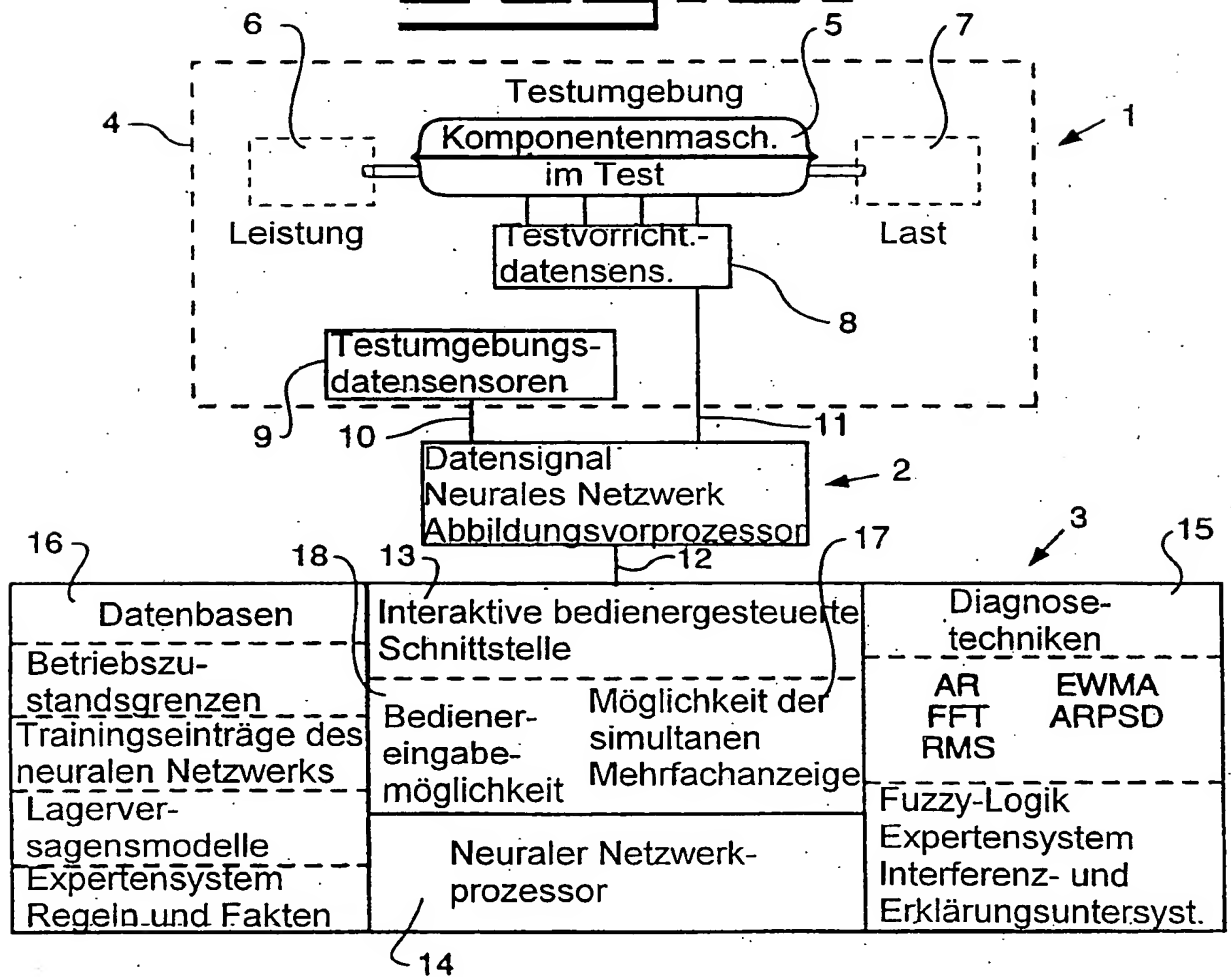 6
5
7
4
Testumgebung
1
Komponentenmasch.
im Test
Leistung
Last
Testvorricht.-
datensens.
8
Testumgebungs-
datensensoren
9
10
11
Datensignal
Neurales Netzwerk
Abbildungsvorprozessor
2
12
16
18
13
17
3
15
Datenbasen
Betriebszu-
standsgrenzen
Trainingseinträge des
neuralen Netzwerks
Lagerver-
sagensmodelle
Expertensystem
Regeln und Fakten
Interaktive bedienergesteuerte
Schnittstelle
Bediener-
eingabe-
möglichkeit
Möglichkeit der
simultanen
Mehrfachanzeige
Neuraler Netzwerk-
prozessor
14
Diagnose-
techniken
AR EWMA
FFT ARPSD
RMS
Fuzzy-Logik
Expertensystem
Interferenz- und
Erklärungsuntersyst.